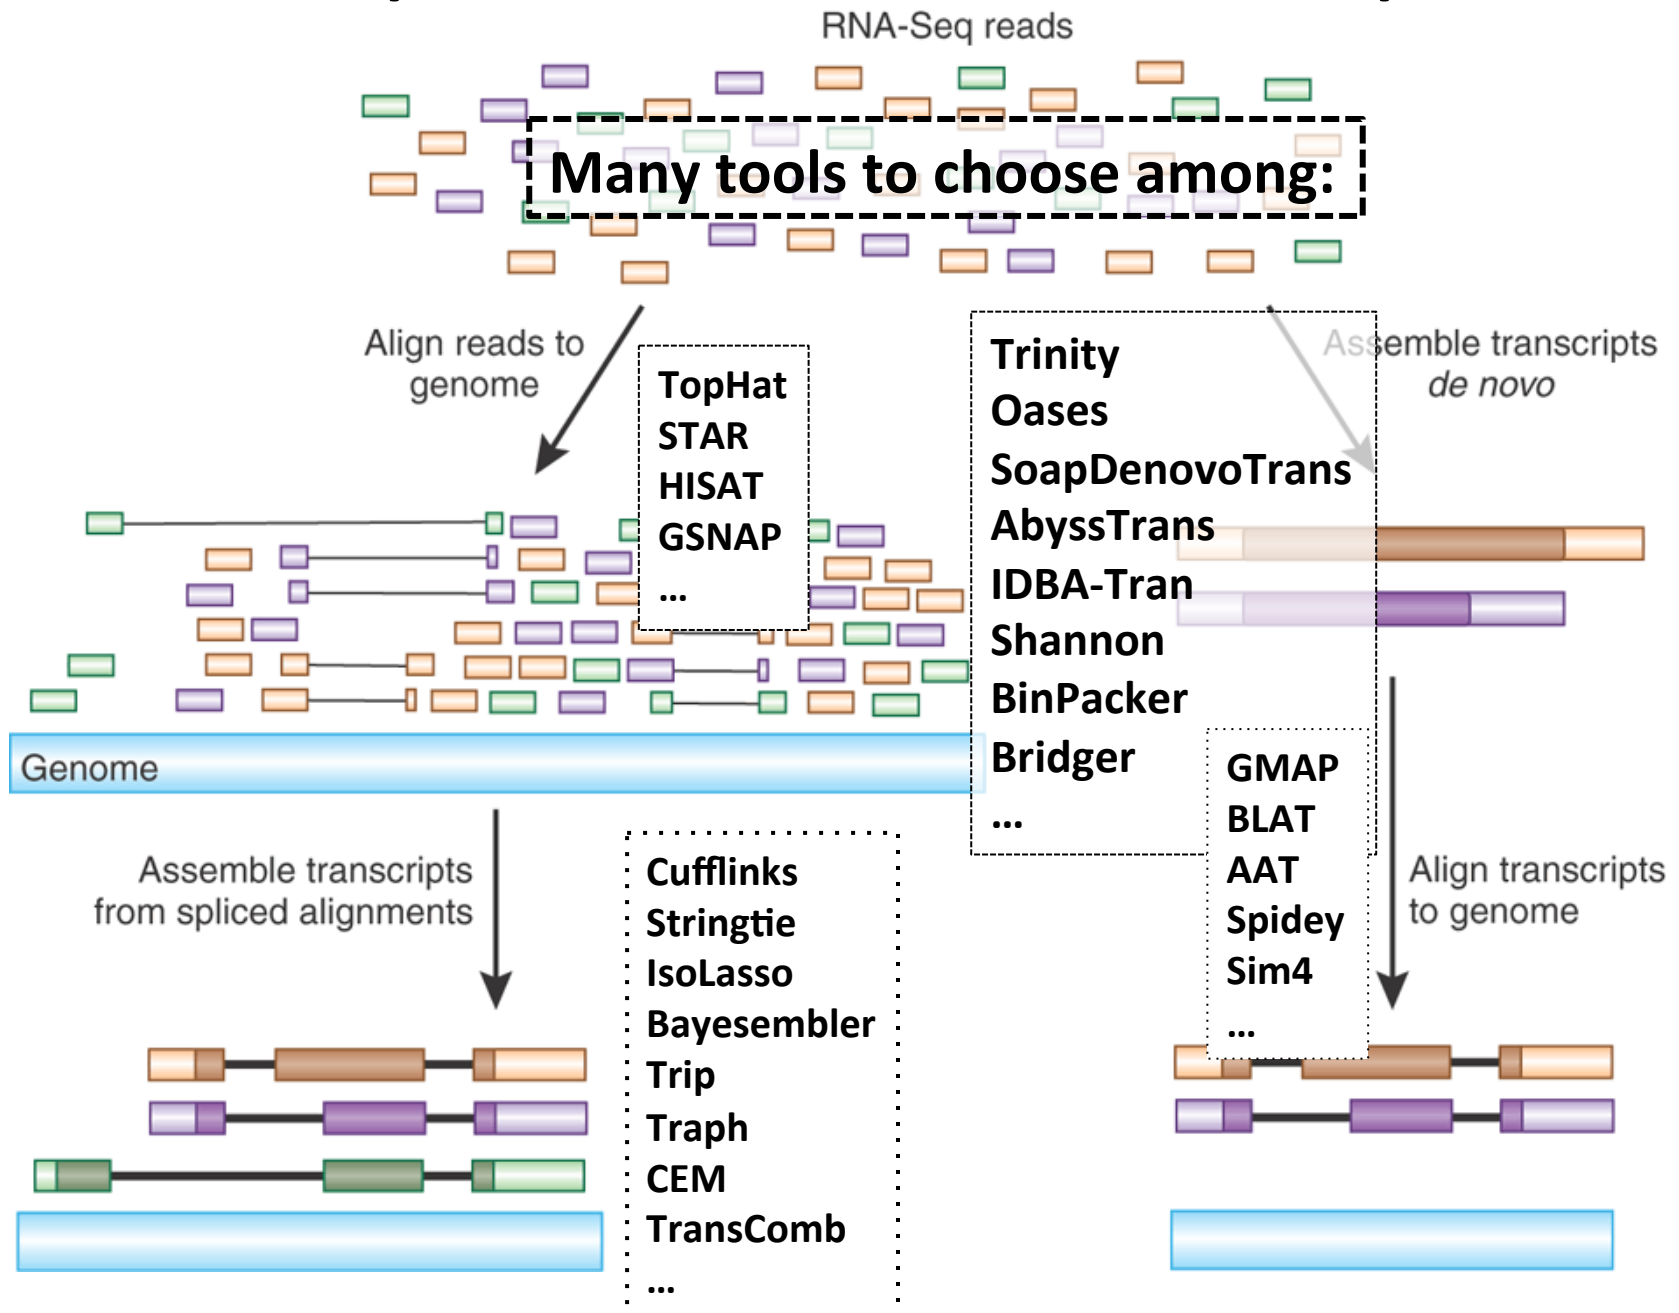 RNA-Seq reads
Many tools to choose among:
Align reads to
genome
TopHat
STAR
HISAT
GSNAP
...
Trinity
Oases
SoapDenovoTrans
AbyssTrans
IDBA-Tran
Shannon
BinPacker
Bridger
...
Assemble transcripts
de novo
Genome
Assemble transcripts
from spliced alignments
Cufflinks
Stringtie
IsoLasso
Bayesembler
Trip
Traph
CEM
TransComb
...
GMAP
BLAT
AAT
Spidey
Sim4
...
Align transcripts
to genome